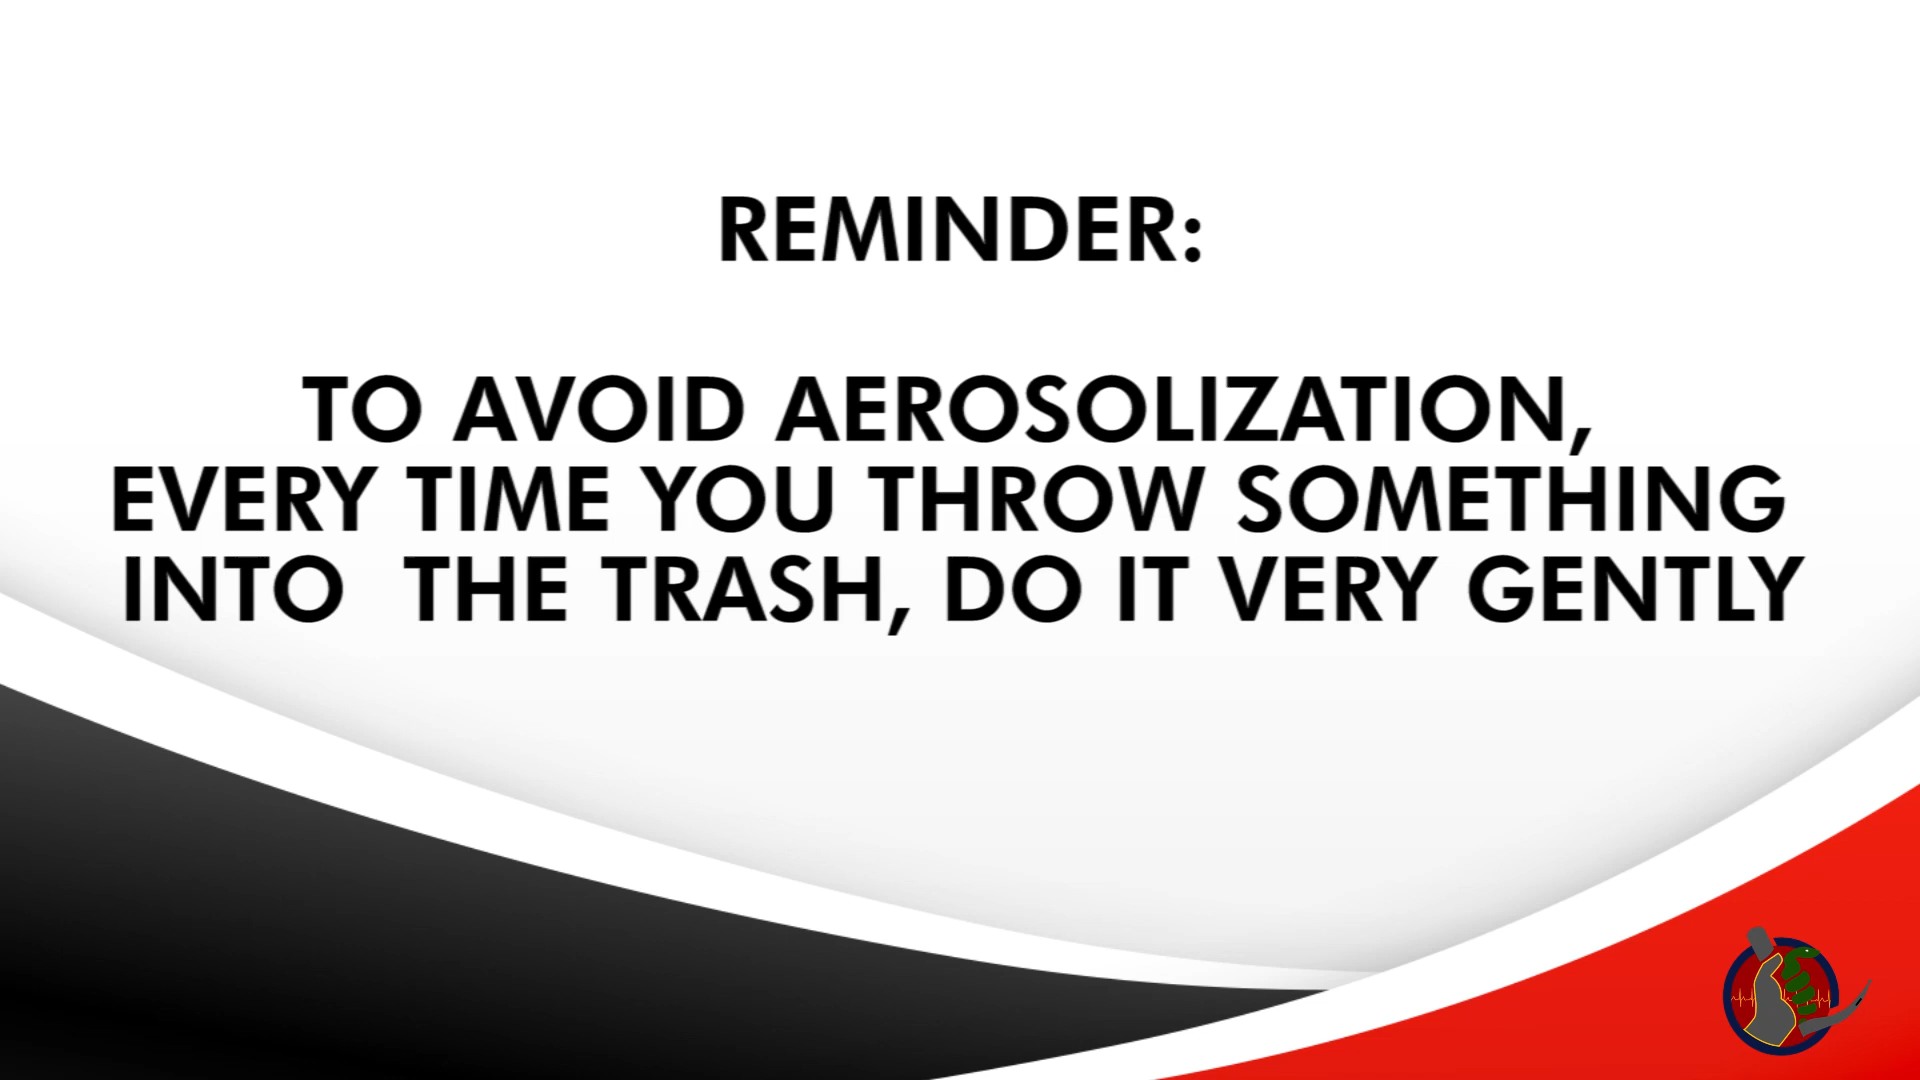 REMINDER:
TO AVOID AEROSOLIZATION,
EVERY TIME YOU THROW SOMETHING
INTO  THE TRASH, DO IT VERY GENTLY